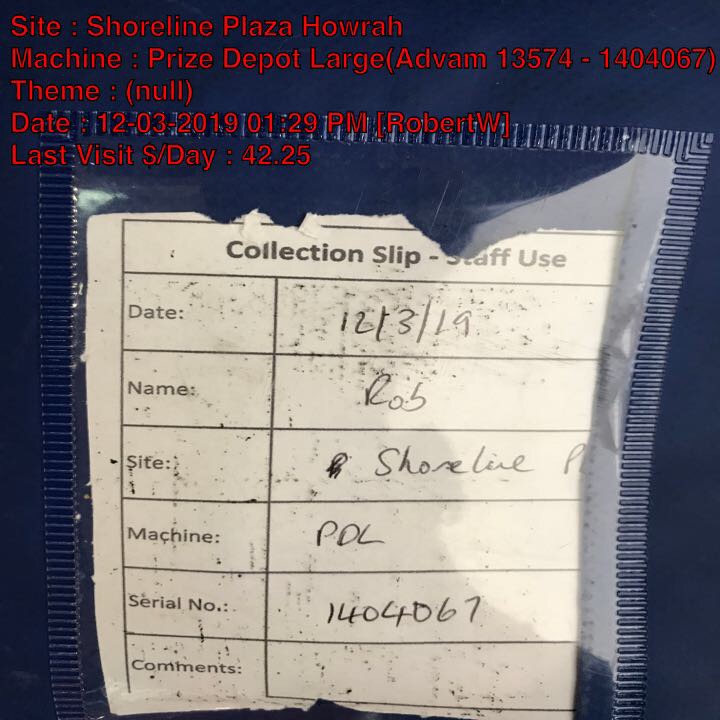 Site : Shoreline Plaza Howrah
Machine : Prize Depot Large(Advam 13574 - 1404067)
Theme : (null)
Date : 12-03-2019 01:29 PM [RobertW]
Last Visit $/Day : 42.25
Collection Slip - Staff Use
Date: 12/3/19
Name: Rob
Site: Shoreline P
Machine: PDL
Serial No.: 1404067
Comments: